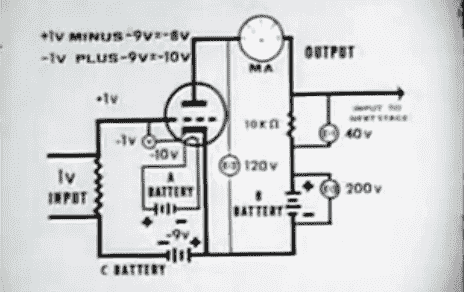 +1V MINUS-9V=-8V
-1V PLUS-9V=-10V
MA
OUTPUT
+1V
INPUT TO
NEXT STAGE
10KΩ
40V
-1V
-10V
120V
A
BATTERY
1V
INPUT
B
BATTERY
200V
+ -
+
-
-9V
- +
C BATTERY